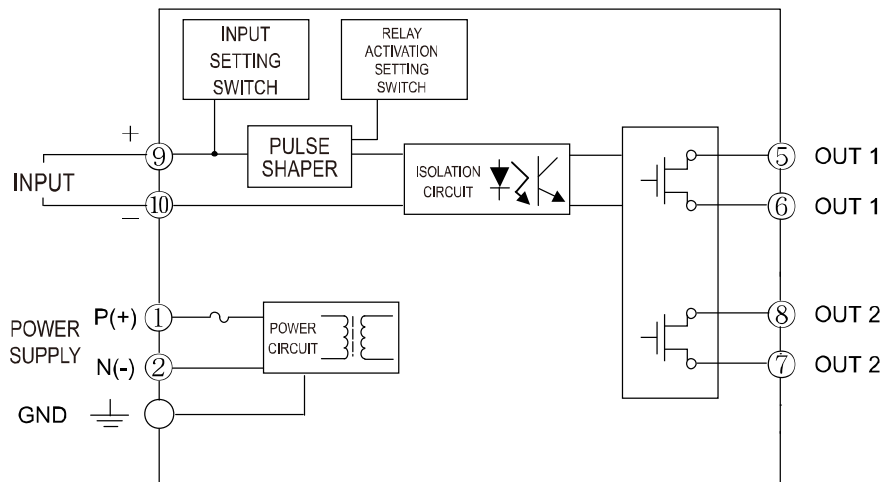 INPUT
SETTING
SWITCH
RELAY
ACTIVATION
SETTING
SWITCH
+
9
PULSE
SHAPER
ISOLATION
CIRCUIT
5 OUT 1
INPUT
10
−
6 OUT 1
POWER
SUPPLY
P(+) 1
POWER
CIRCUIT
N(-) 2
GND
8 OUT 2
7 OUT 2